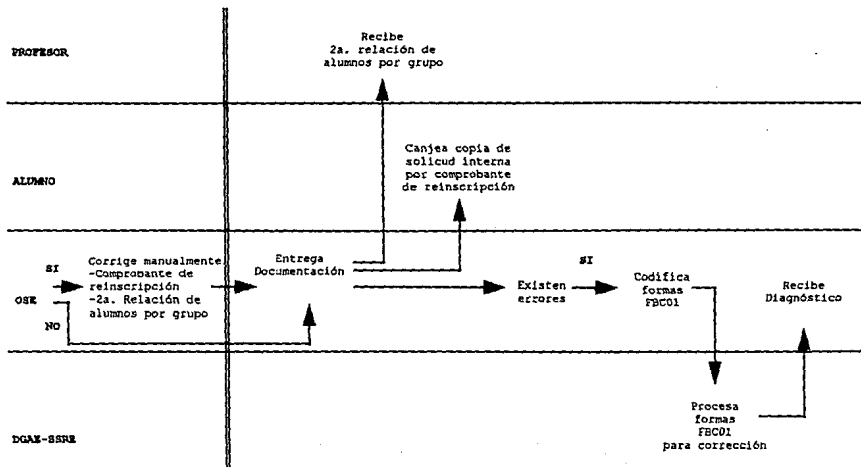 PROFESOR
Recibe
2a. relación de
alumnos por grupo
ALUMNO
Canjea copia de
solicud interna
por comprobante
de reinscripción
OSE
SI
NO
Corrige manualmente
-Comprobante de
reinscripción
-2a. Relación de
alumnos por grupo
Entrega
Documentación
Existen
errores
SI
Codifica
formas
FBC01
Recibe
Diagnóstico
DGAE-SSRE
Procesa
formas
FBC01
para corrección